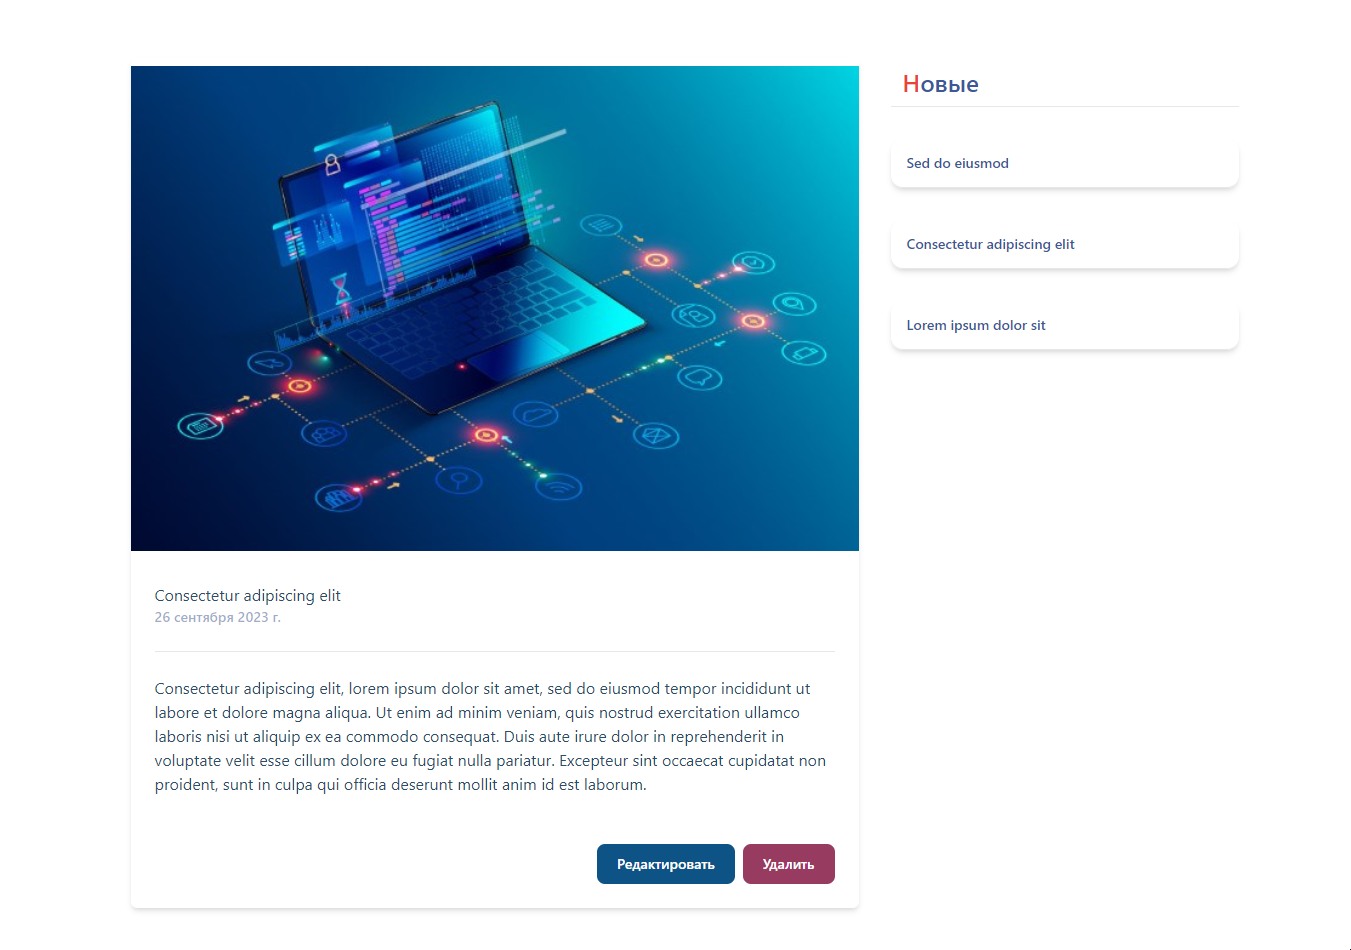 Новые
Sed do eiusmod
Consectetur adipiscing elit
Lorem ipsum dolor sit
Consectetur adipiscing elit
26 сентября 2023 г.
Consectetur adipiscing elit, lorem ipsum dolor sit amet, sed do eiusmod tempor incididunt ut
labore et dolore magna aliqua. Ut enim ad minim veniam, quis nostrud exercitation ullamco
laboris nisi ut aliquip ex ea commodo consequat. Duis aute irure dolor in reprehenderit in
voluptate velit esse cillum dolore eu fugiat nulla pariatur. Excepteur sint occaecat cupidatat non
proident, sunt in culpa qui officia deserunt mollit anim id est laborum.
Редактировать
Удалить